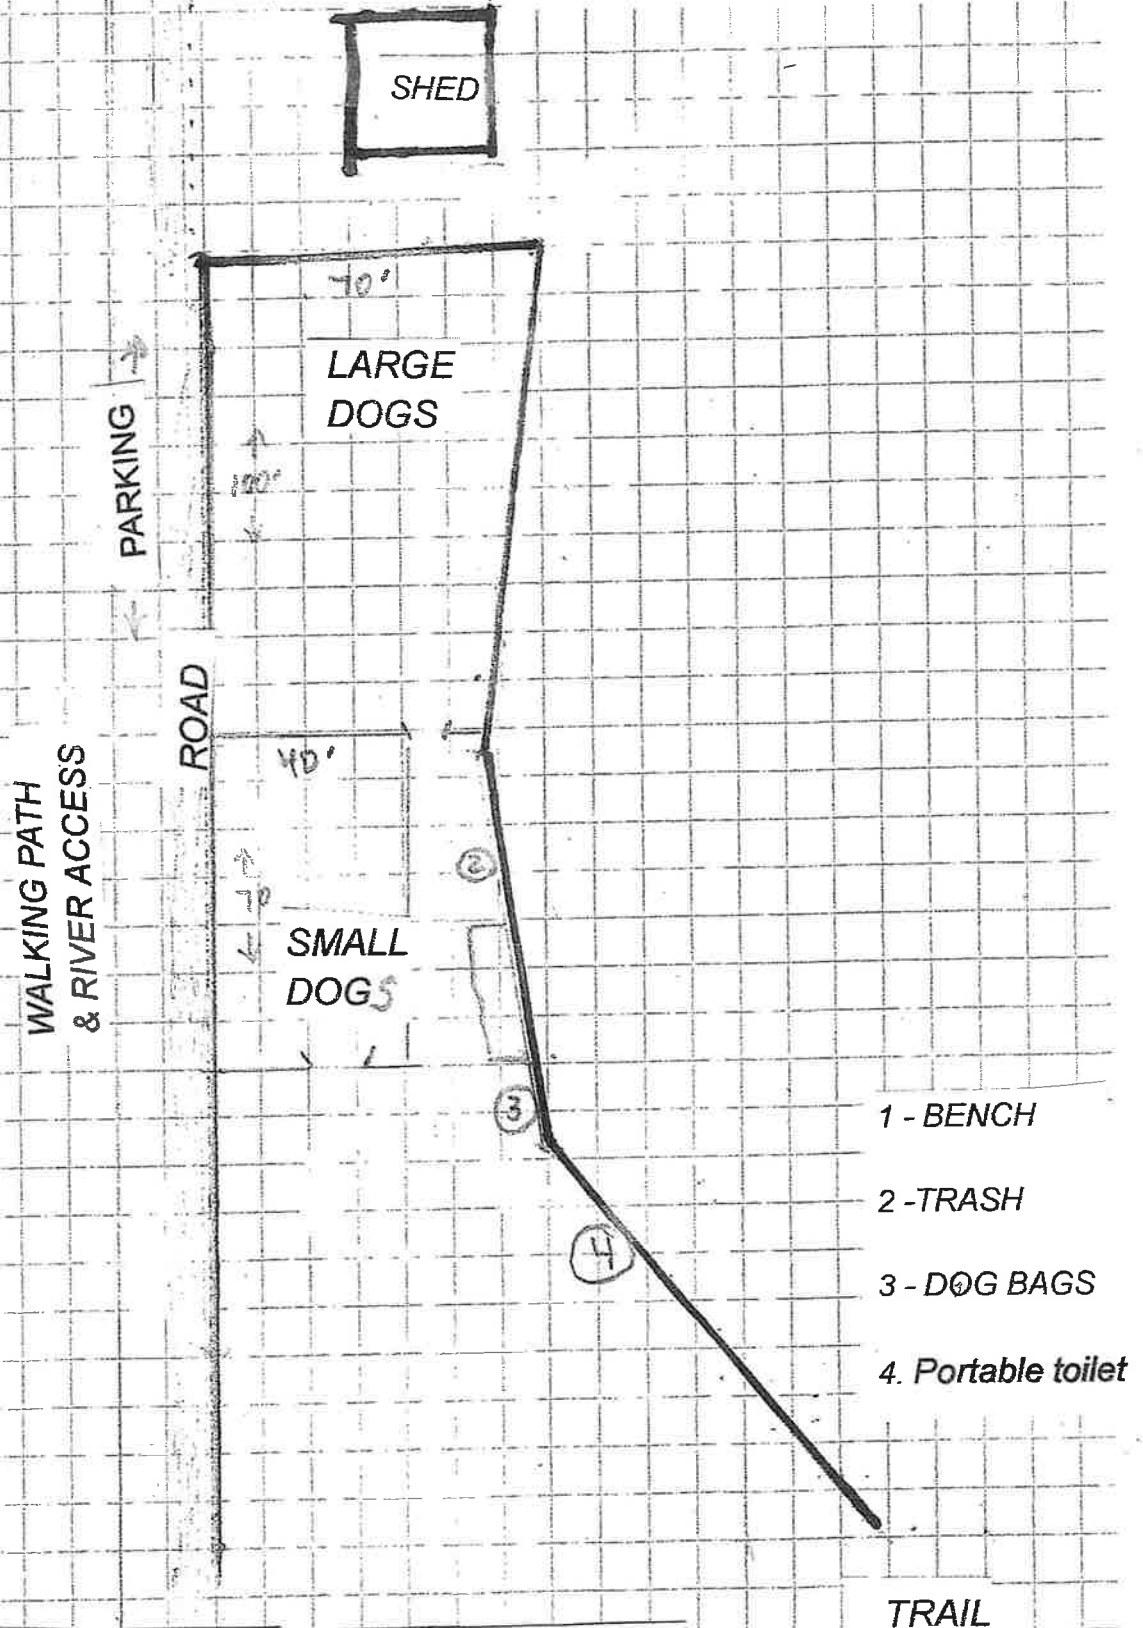 SHED
70'
LARGE
DOGS
PARKING
ROAD
40'
WALKING PATH
& RIVER ACCESS
2
SMALL
DOGS
3
4
1 - BENCH
2 - TRASH
3 - DOG BAGS
4. Portable toilet
TRAIL